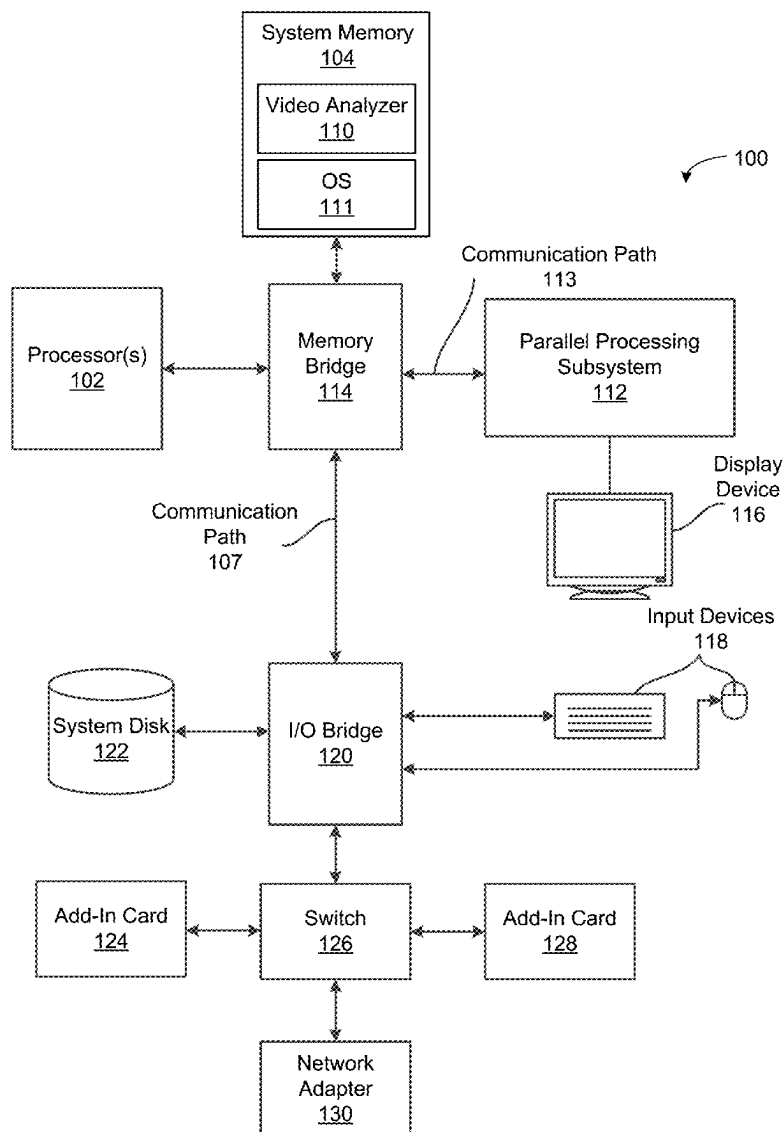 System Memory
104
Video Analyzer
110
OS
111
100
Communication Path
113
Processor(s)
102
Memory
Bridge
114
Parallel Processing
Subsystem
112
Display
Device
116
Communication
Path
107
Input Devices
118
System Disk
122
I/O Bridge
120
Add-In Card
124
Switch
126
Add-In Card
128
Network
Adapter
130